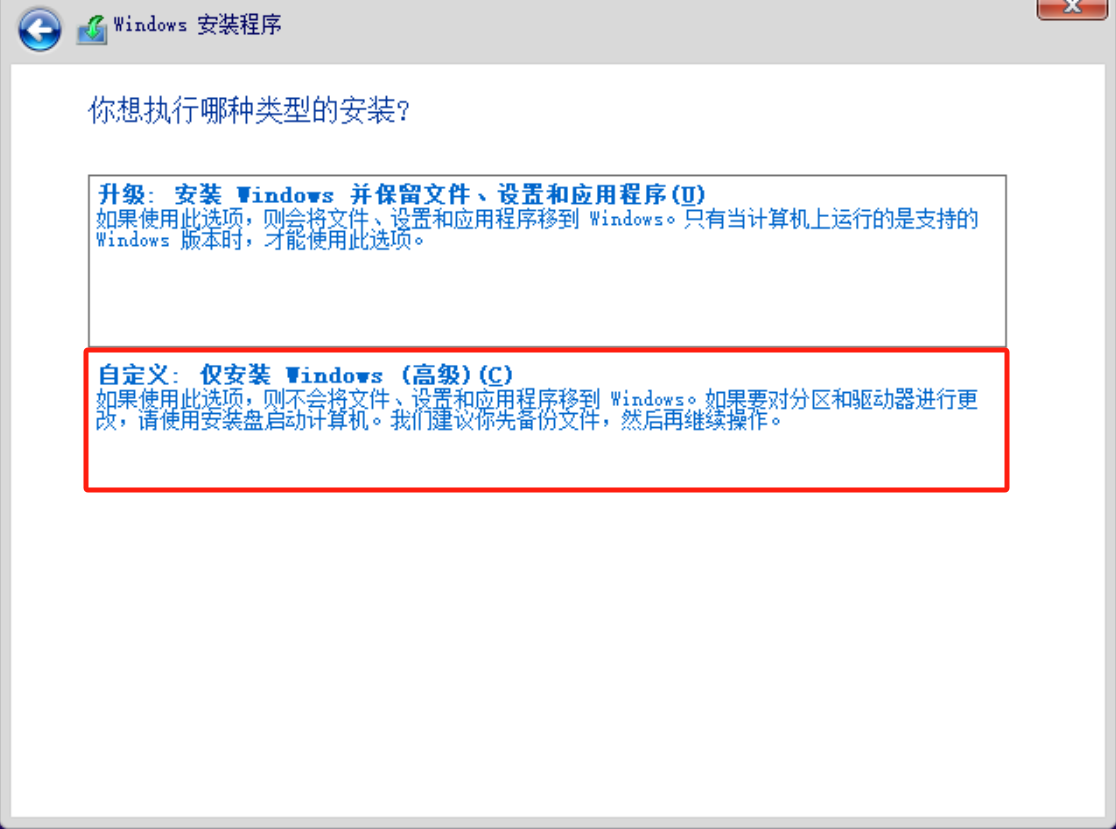 Windows 安装程序
你想执行哪种类型的安装?
升级: 安装 Windows 并保留文件、设置和应用程序(U)
如果使用此选项，则会将文件、设置和应用程序移到 Windows。只有当计算机上运行的是支持的
Windows 版本时，才能使用此选项。
自定义: 仅安装 Windows (高级)(C)
如果使用此选项，则不会将文件、设置和应用程序移到 Windows。如果要对分区和驱动器进行更
改，请使用安装盘启动计算机。我们建议你先备份文件，然后再继续操作。